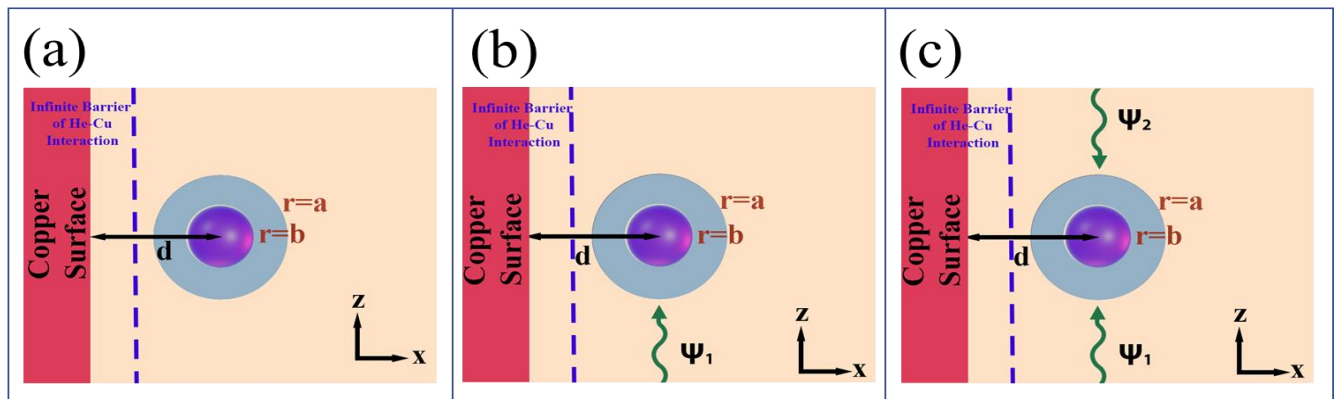 (a)
Infinite Barrier
of He-Cu
Interaction
Copper
Surface
r=a
r=b
d
z
x
(b)
Infinite Barrier
of He-Cu
Interaction
Copper
Surface
r=a
r=b
d
z
x
Ψ1
(c)
Infinite Barrier
of He-Cu
Interaction
Copper
Surface
Ψ2
r=a
r=b
d
z
x
Ψ1